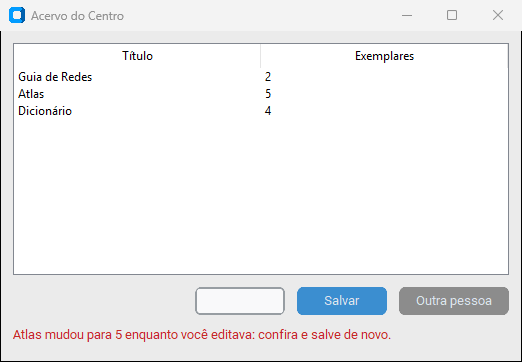 Acervo do Centro
Título Exemplares
Guia de Redes 2
Atlas 5
Dicionário 4
Salvar Outra pessoa
Atlas mudou para 5 enquanto você editava: confira e salve de novo.